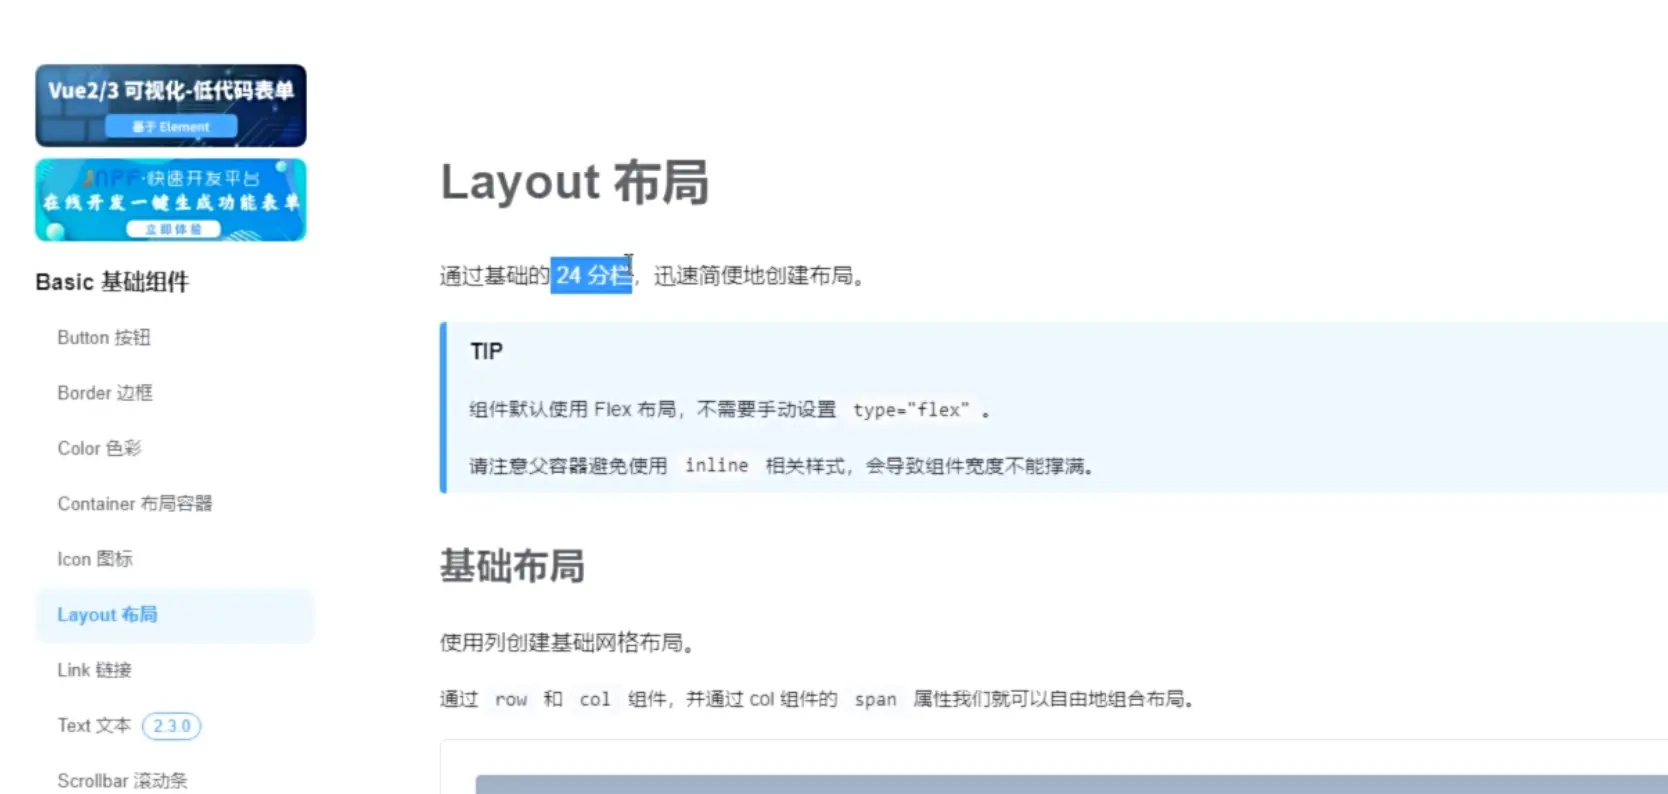 Vue2/3 可视化-低代码表单
基于 Element
JNPF·快速开发平台
在线开发一键生成功能表单
立即体验
Basic 基础组件
Button 按钮
Border 边框
Color 色彩
Container 布局容器
Icon 图标
Layout 布局
Link 链接
Text 文本 2.3.0
Scrollbar 滚动条
Layout 布局
通过基础的 24 分栏，迅速简便地创建布局。
TIP
组件默认使用 Flex 布局，不需要手动设置 type="flex" 。
请注意父容器避免使用 inline 相关样式，会导致组件宽度不能撑满。
基础布局
使用列创建基础网格布局。
通过 row 和 col 组件，并通过 col 组件的 span 属性我们就可以自由地组合布局。